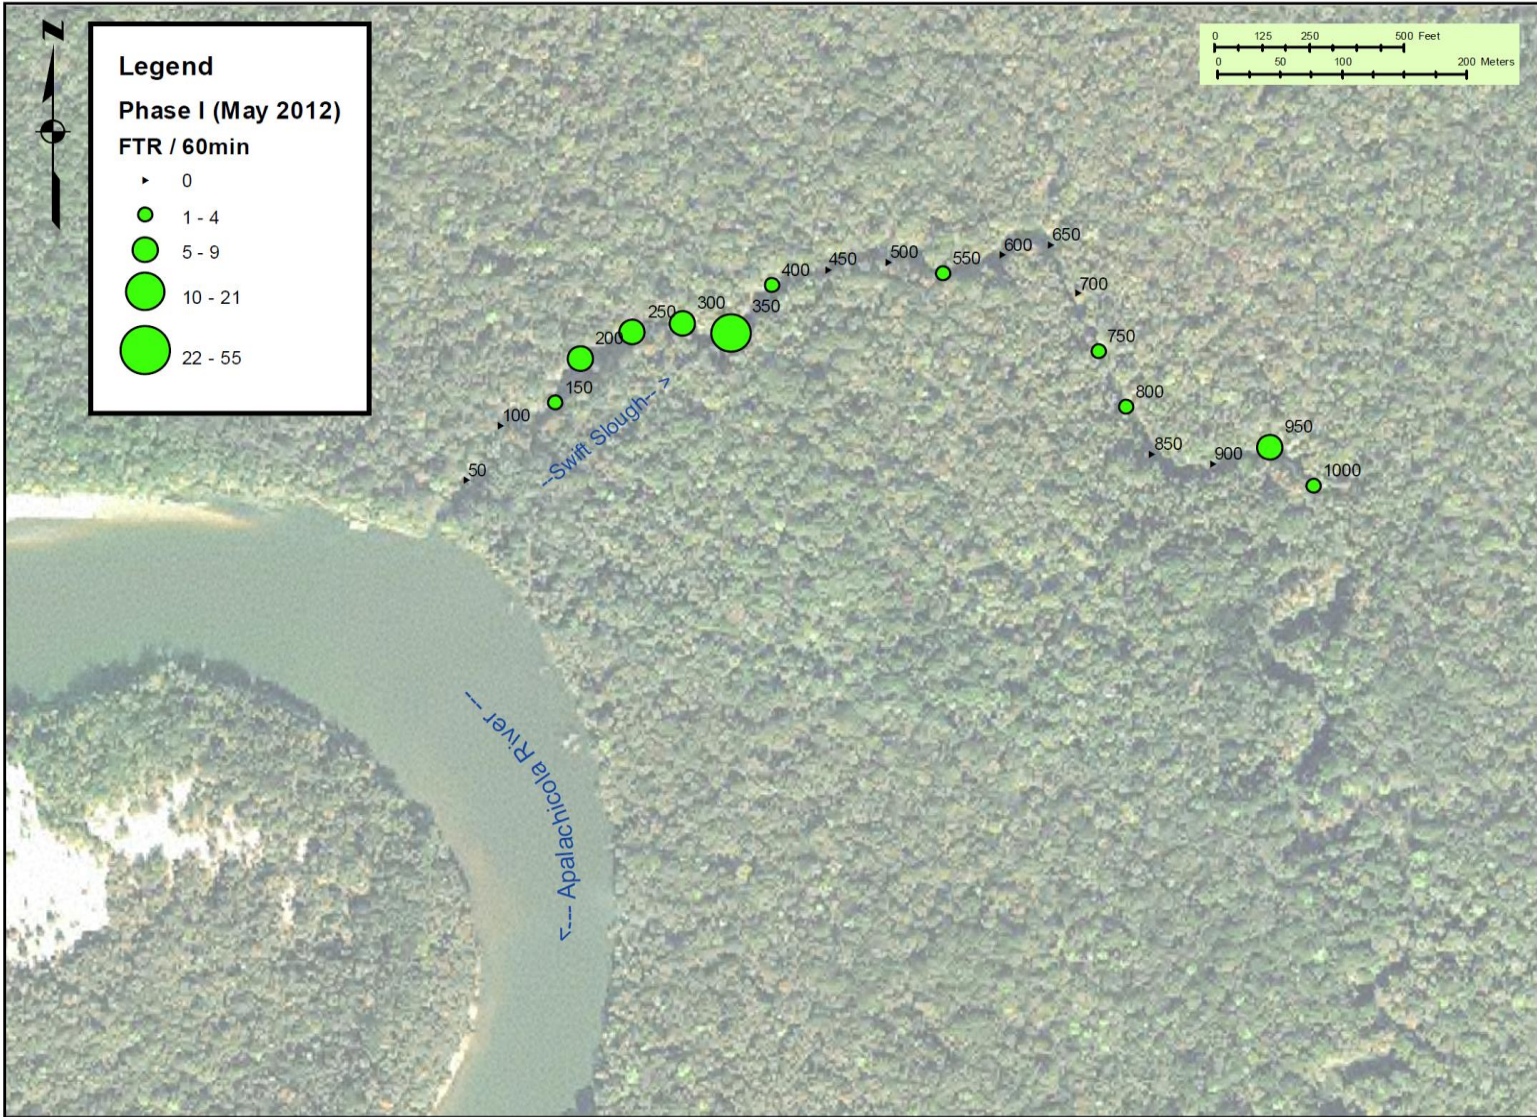 N
Legend
Phase I (May 2012)
FTR / 60min
0
1 - 4
5 - 9
10 - 21
22 - 55
0 125 250 500 Feet
0 50 100 200 Meters
50
100
150
200
250
300
350
400
450
500
550
600
650
700
750
800
850
900
950
1000
--Swift Slough-- >
<---- Apalachicola River ---